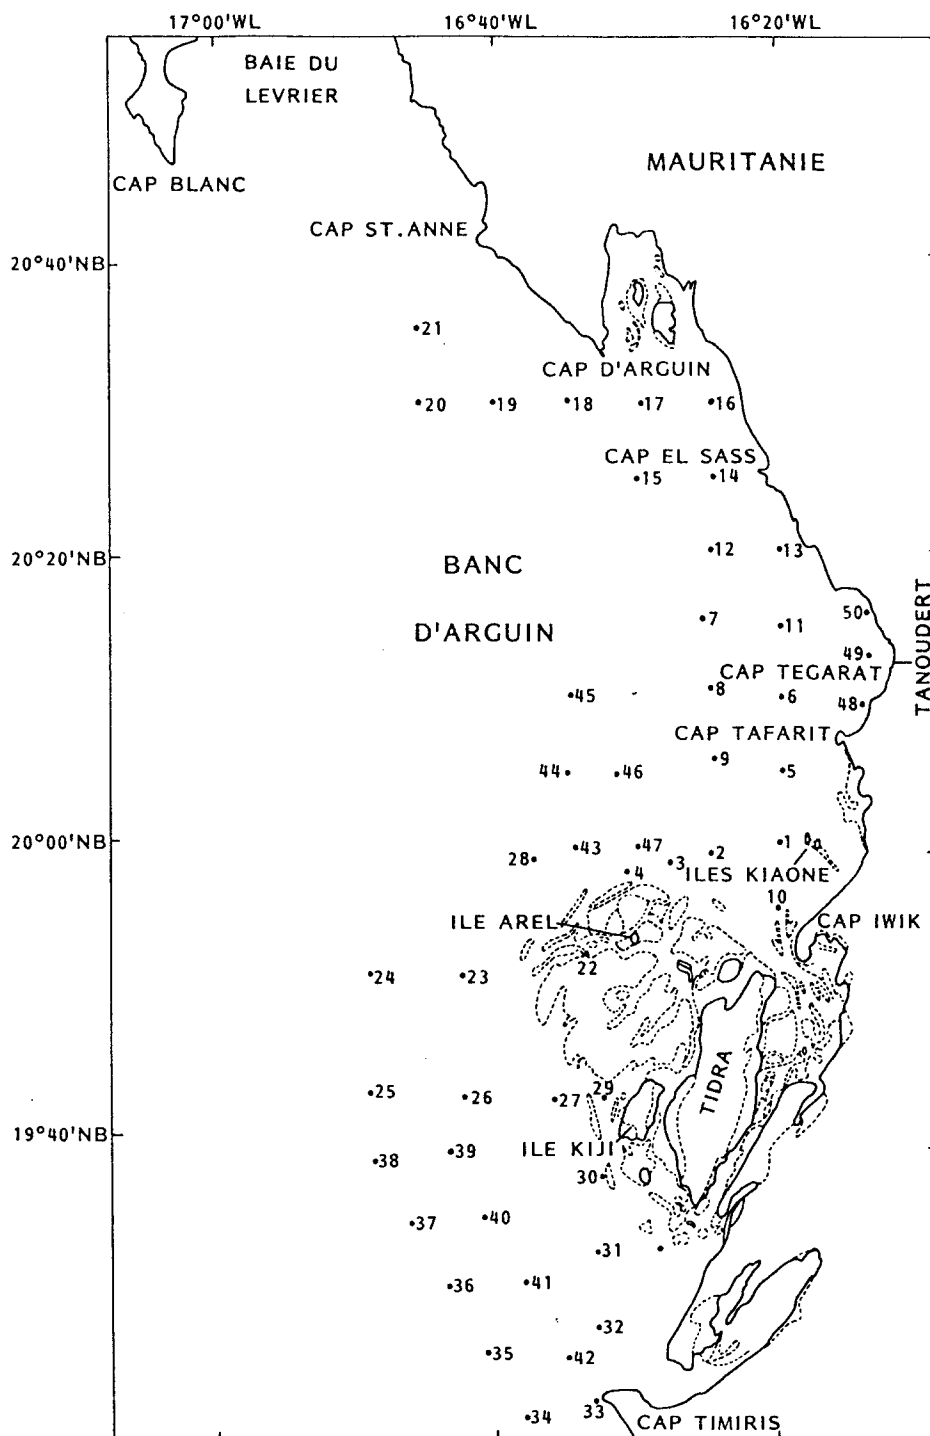 17°00'WL 16°40'WL 16°20'WL
BAIE DU
LEVRIER
MAURITANIE
CAP BLANC
CAP ST.ANNE
20°40'NB
21
CAP D'ARGUIN
20 19 18 17 16
CAP EL SASS
15 14
20°20'NB
12 13
BANC
D'ARGUIN
TANOUDERT
50
7 11
49
CAP TEGARAT
45 8 6 48
CAP TAFARIT
9
44 46 5
20°00'NB
43 47 2 1
28 3
4 ILES KIAONE
10
ILE AREL CAP IWIK
22
24 23
TIDRA
29
25 26 27
19°40'NB
ILE KIJI
39
38
30
40
37
31
36 41
32
35 42
33
34 CAP TIMIRIS